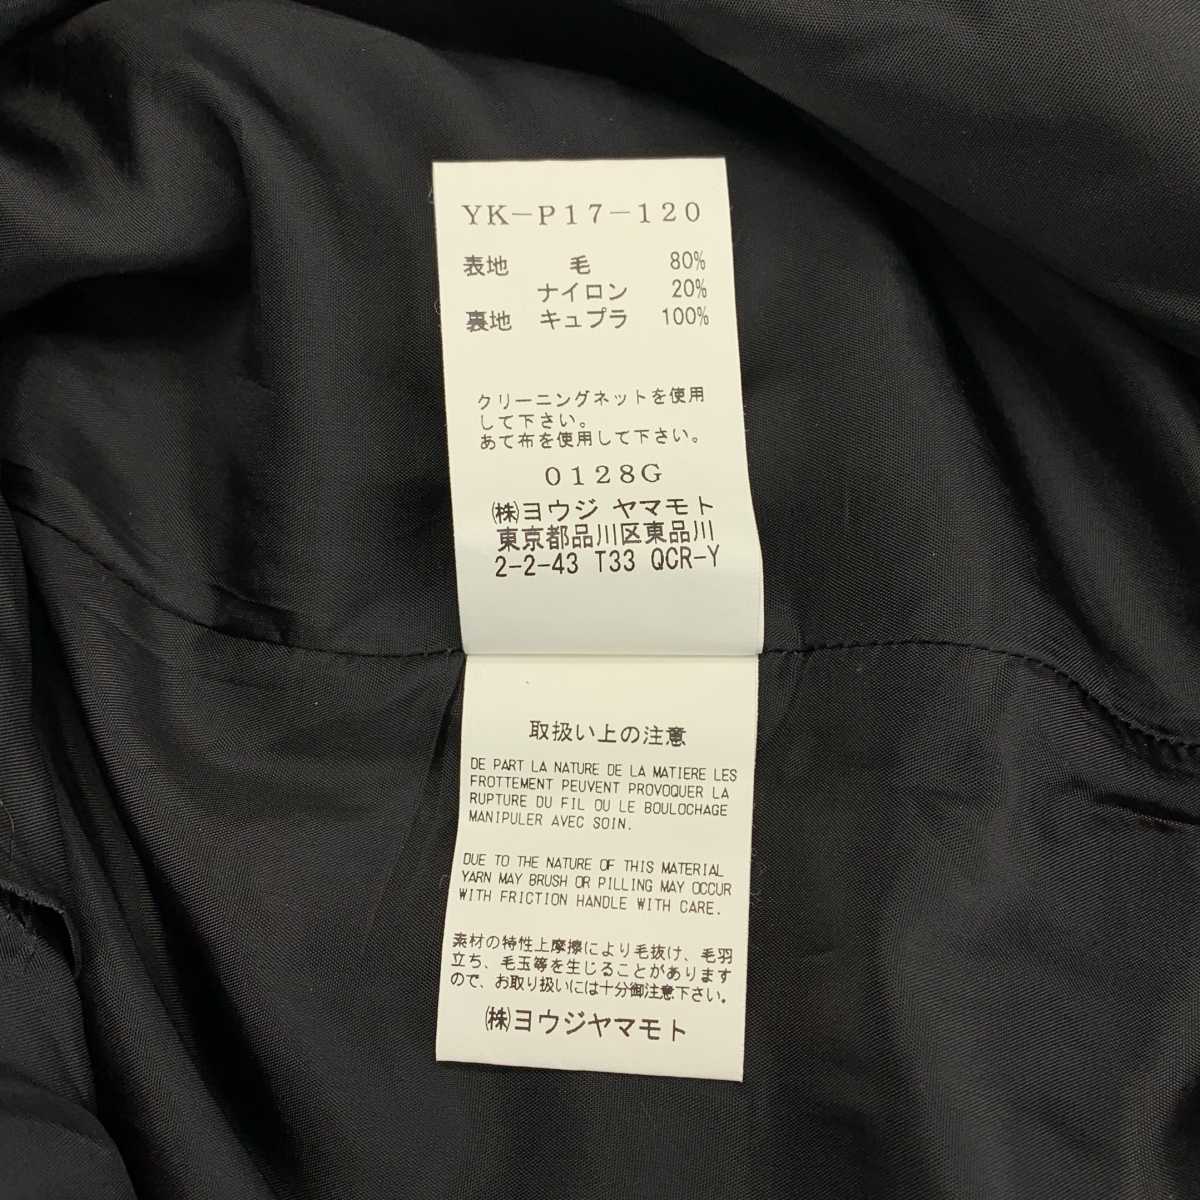 YK-P17-120
表地 毛 80%
ナイロン 20%
裏地 キュプラ 100%
クリーニングネットを使用
して下さい。
あて布を使用して下さい。
0128G
㈱ヨウジ ヤマモト
東京都品川区東品川
2-2-43 T33 QCR-Y
取扱い上の注意
DE PART LA NATURE DE LA MATIERE LES
FROTTEMENT PEUVENT PROVOQUER LA
RUPTURE DU FIL OU LE BOULOCHAGE
MANIPULER AVEC SOIN.
DUE TO THE NATURE OF THIS MATERIAL
YARN MAY BRUSH OR PILLING MAY OCCUR
WITH FRICTION HANDLE WITH CARE.
素材の特性上摩擦により毛抜け、毛羽
立ち、毛玉等を生じることがあります
ので、お取り扱いには十分御注意下さい。
㈱ヨウジヤマモト